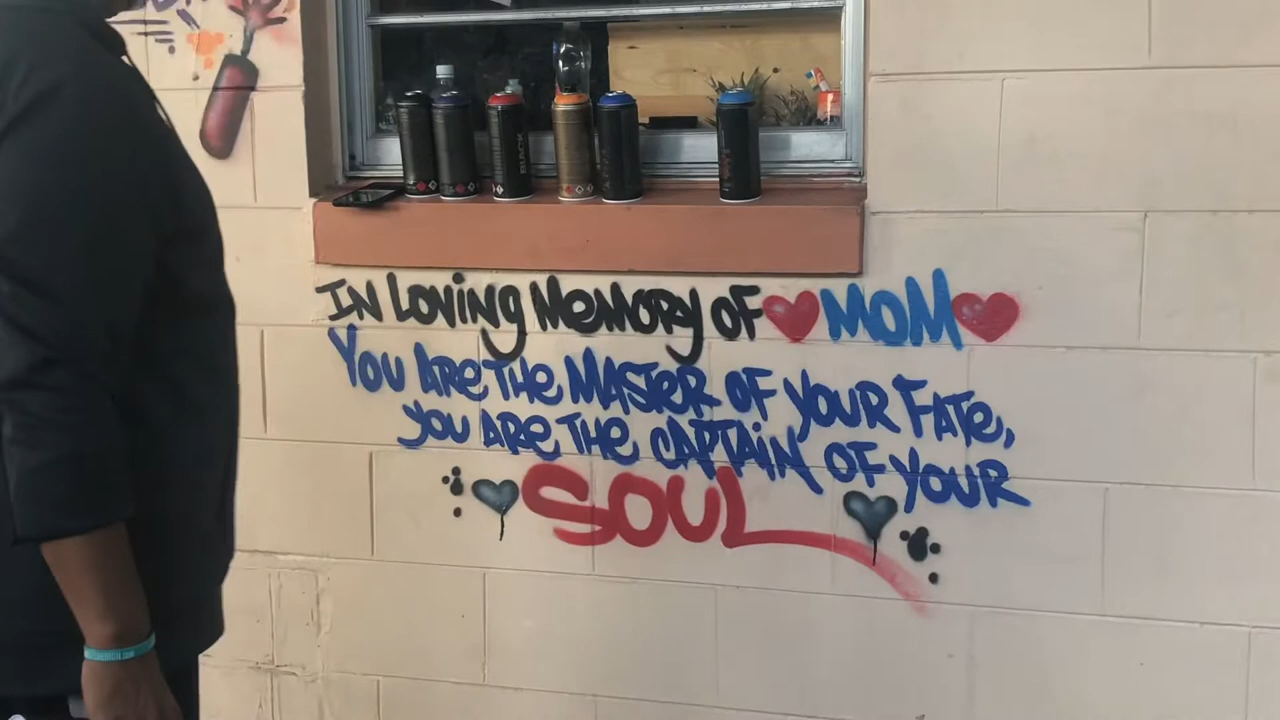 BLACK
IN LOVING MEMORY OF MOM
YOU ARE THE MASTER OF YOUR FATE,
YOU ARE THE CAPTAIN OF YOUR
SOUL